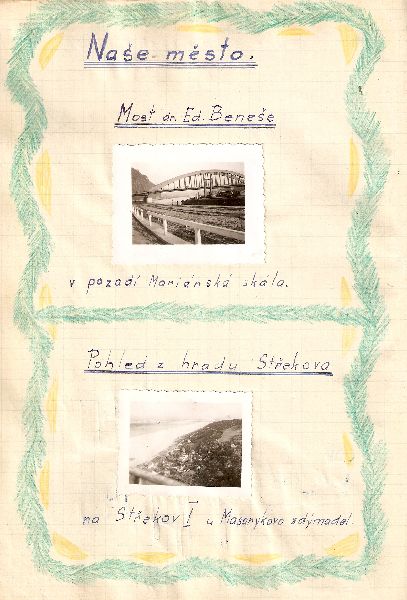 Naše město.
Most dr. Ed. Beneše
v pozadí Mariánská skála.
Pohled z hradu Střekova
na Střekov I u Masarykova zdymadel.